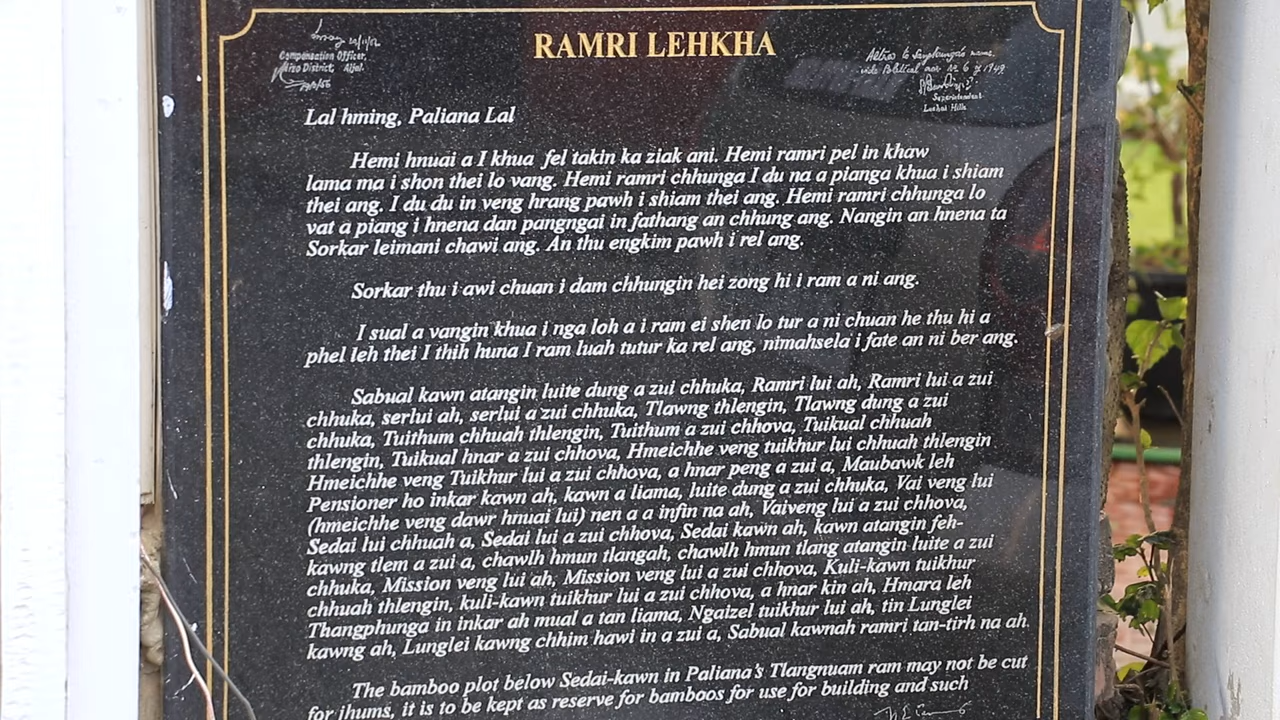 RAMRI LEHKHA
Compensation Officer,
Mizo District, Aijal.
Superintendent
Lushai Hills
Lal hming, Paliana Lal
Hemi hnuai a I khua fel takin ka ziak ani. Hemi ramri pel in khaw
lama ma i shon thei lo vang. Hemi ramri chhunga I du na a pianga khua i shiam
thei ang. I du du in veng hrang pawh i shiam thei ang. Hemi ramri chhunga lo
vat a piang i hnena dan pangngai in fathang an chhung ang. Nangin an hnena ta
Sorkar leimani chawi ang. An thu engkim pawh i rel ang.
Sorkar thu i awi chuan i dam chhungin hei zong hi i ram a ni ang.
I sual a vangin khua i nga loh a i ram ei shen lo tur a ni chuan he thu hi a
phel leh thei I thih huna I ram luah tutur ka rel ang, nimahsela i fate an ni ber ang.
Sabual kawn atangin luite dung a zui chhuka, Ramri lui ah, Ramri lui a zui
chhuka, serlui ah, serlui a zui chhuka, Tlawng thlengin, Tlawng dung a zui
chhuka, Tuithum chhuah thlengin, Tuithum a zui chhova, Tuikual chhuah
thlengin, Tuikual hnar a zui chhova, Hmeichhe veng tuikhur lui chhuah thlengin
Hmeichhe veng Tuikhur lui a zui chhova, a hnar peng a zui a, Maubawk leh
Pensioner ho inkar kawn ah, kawn a liama, luite dung a zui chhuka, Vai veng lui
(hmeichhe veng dawr hnuai lui) nen a a infin na ah, Vaiveng lui a zui chhova,
Sedai lui chhuah a, Sedai lui a zui chhova, Sedai kawn ah, kawn atangin feh-
kawng tlem a zui a, chawlh hmun tlangah, chawlh hmun tlang atangin luite a zui
chhuka, Mission veng lui ah, Mission veng lui a zui chhova, Kuli-kawn tuikhur
chhuah thlengin, kuli-kawn tuikhur lui a zui chhova, a hnar kin ah, Hmara leh
Thangphunga in inkar ah mual a tan liama, Ngaizel tuikhur lui ah, tin Lunglei
kawng ah, Lunglei kawng chhim hawi in a zui a, Sabual kawnah ramri tan-tirh na ah.
The bamboo plot below Sedai-kawn in Paliana's Tlangnuam ram may not be cut
for jhums, it is to be kept as reserve for bamboos for use for building and such